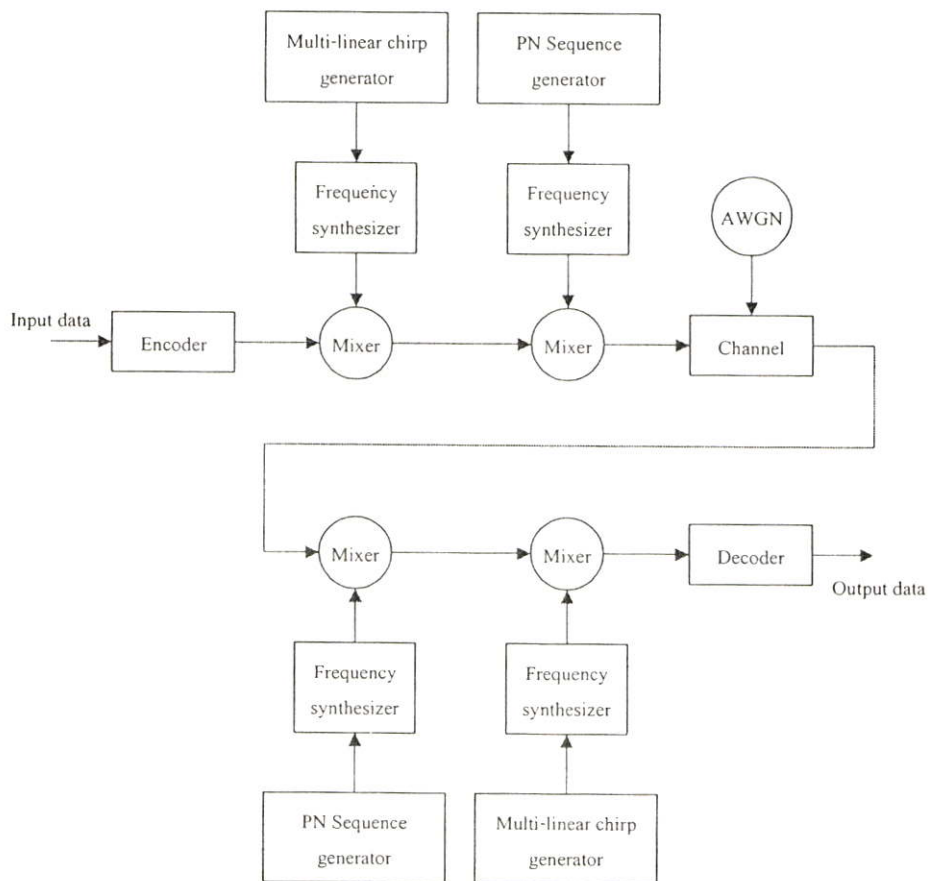 Multi-linear chirp
generator
PN Sequence
generator
Frequency
synthesizer
Frequency
synthesizer
AWGN
Input data
Encoder
Mixer
Mixer
Channel
Mixer
Mixer
Decoder
Output data
Frequency
synthesizer
Frequency
synthesizer
PN Sequence
generator
Multi-linear chirp
generator